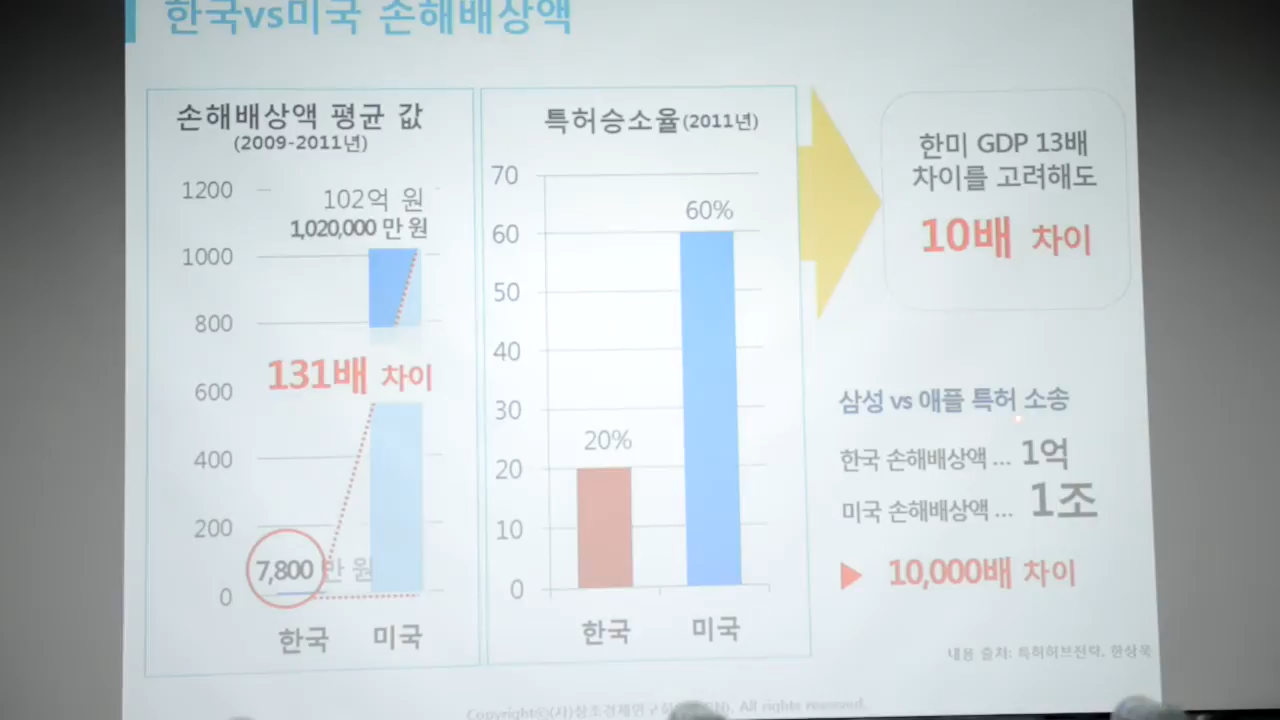 한국vs미국 손해배상액
손해배상액 평균 값
(2009-2011년)
1200
1000
800
600
400
200
0
102억 원
1,020,000 만 원
131배 차이
7,800 만 원
한국 미국
특허승소율(2011년)
70
60
50
40
30
20
10
0
20%
60%
한국 미국
한미 GDP 13배
차이를 고려해도
10배 차이
삼성 vs 애플 특허 소송
한국 손해배상액 ... 1억
미국 손해배상액 ... 1조
10,000배 차이
내용 출처: 특허허브전략, 한상욱
All rights reserved.